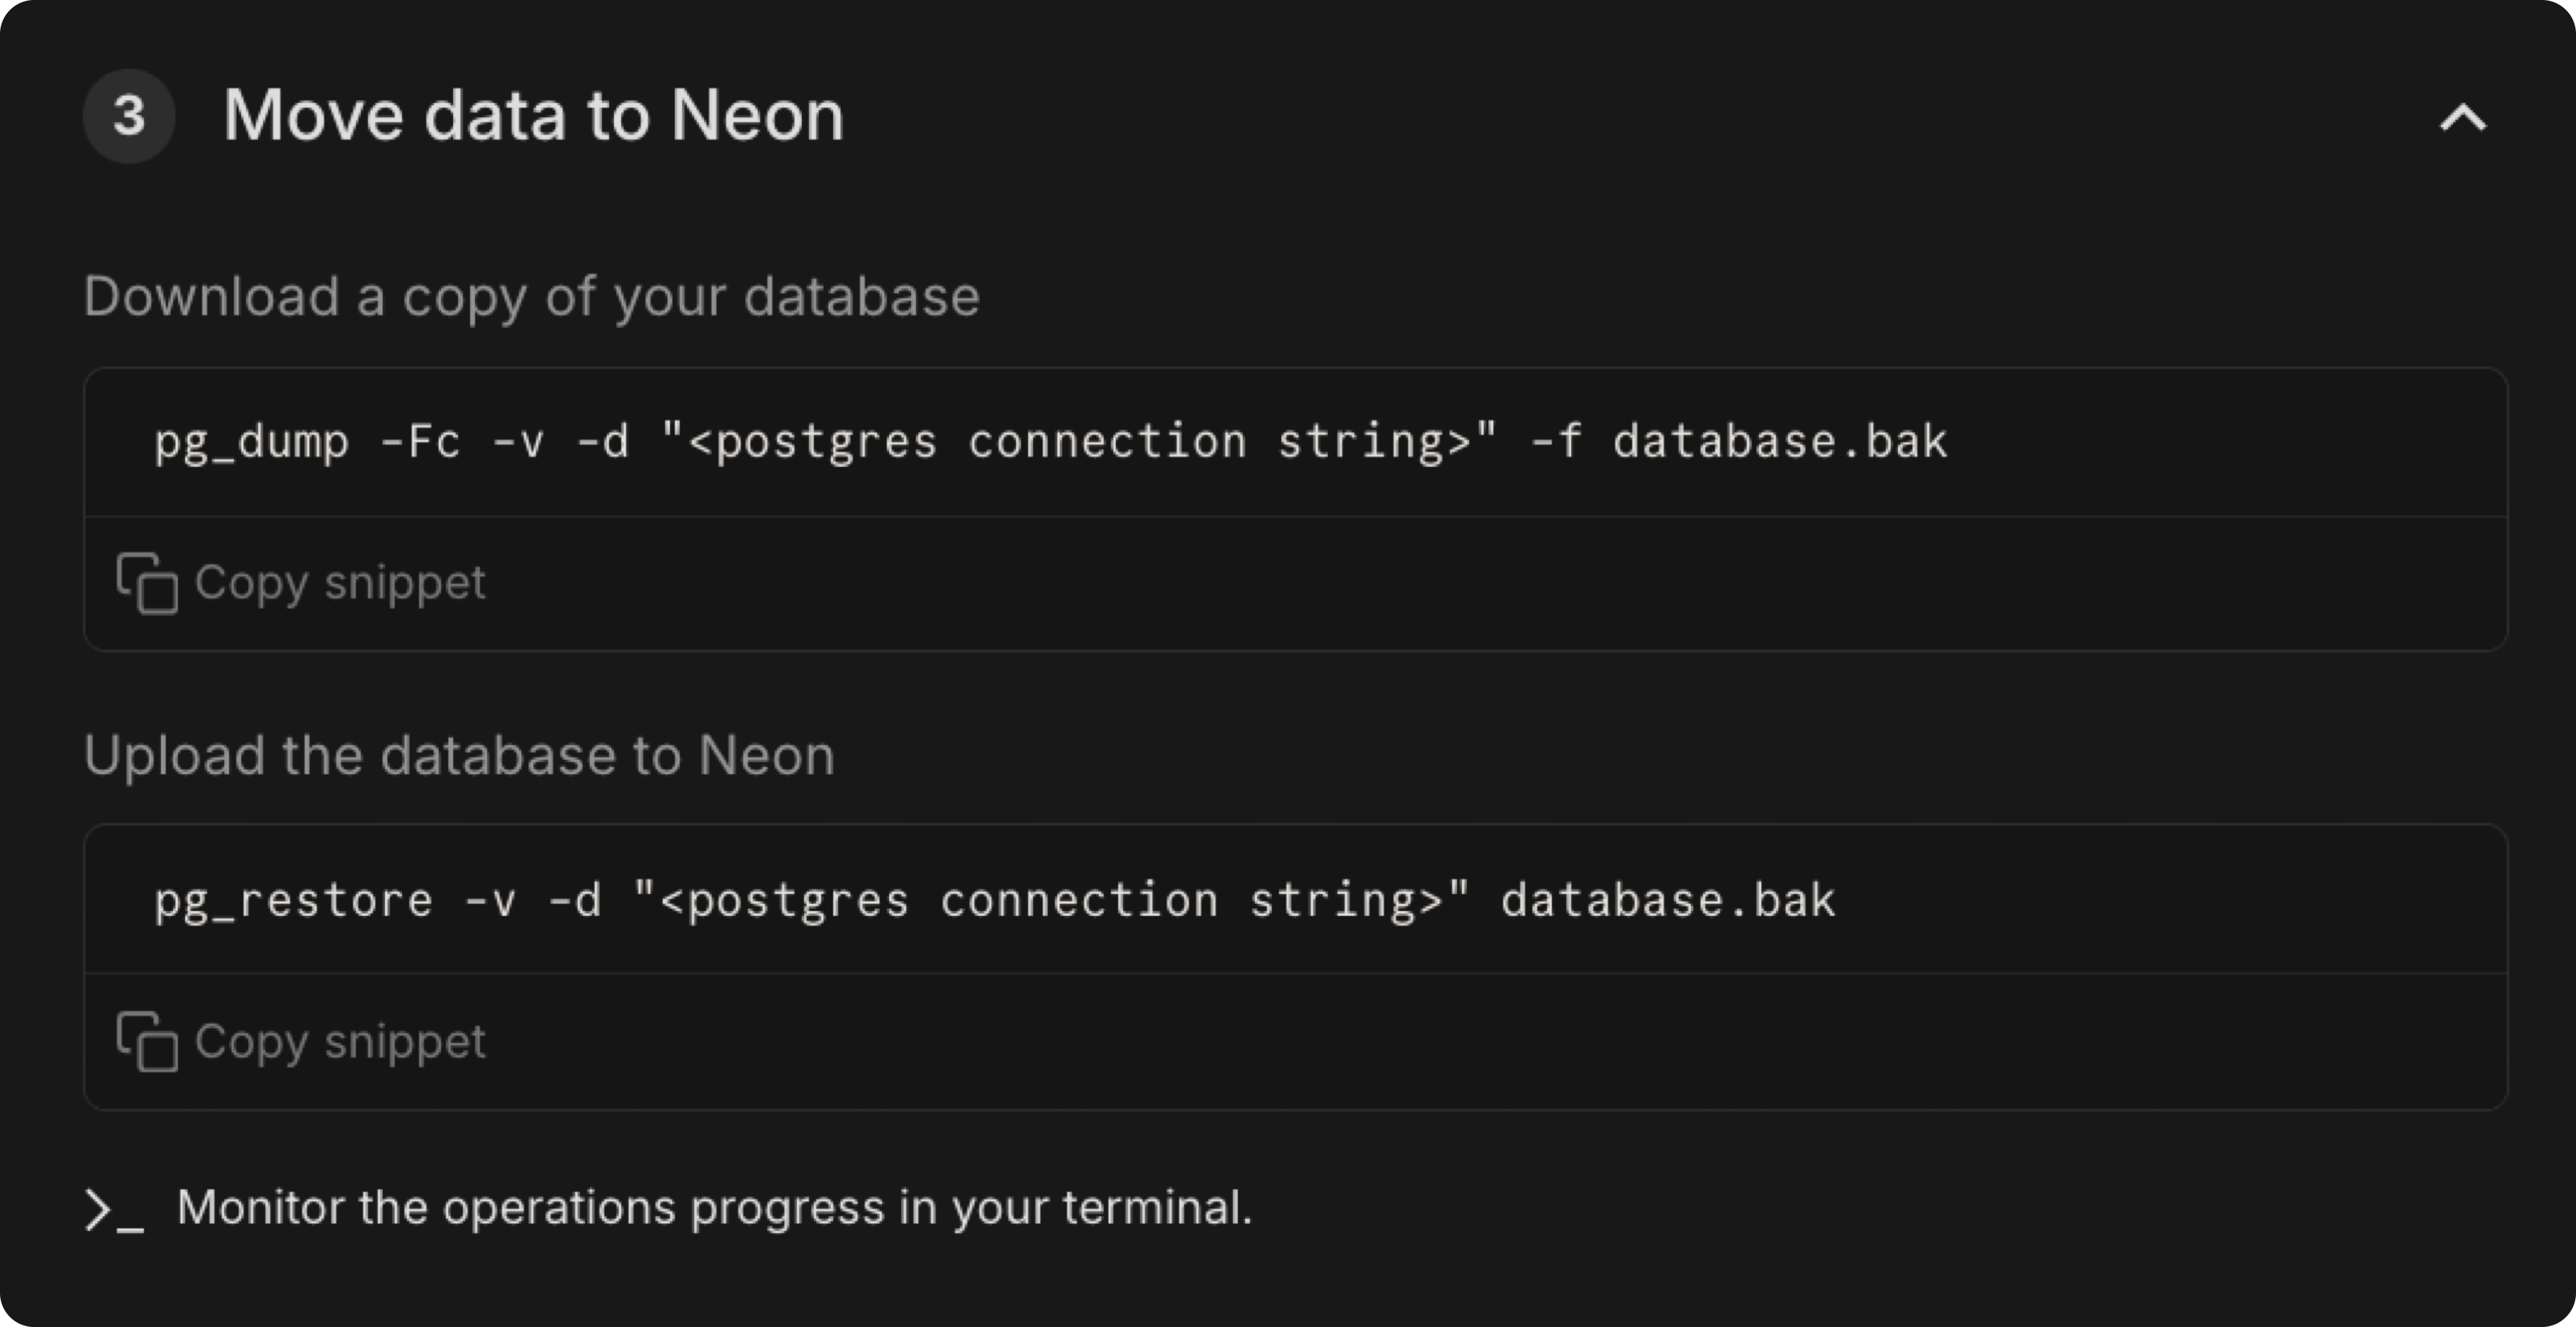 3 Move data to Neon
Download a copy of your database
pg_dump -Fc -v -d "<postgres connection string>" -f database.bak
Copy snippet
Upload the database to Neon
pg_restore -v -d "<postgres connection string>" database.bak
Copy snippet
>_ Monitor the operations progress in your terminal.